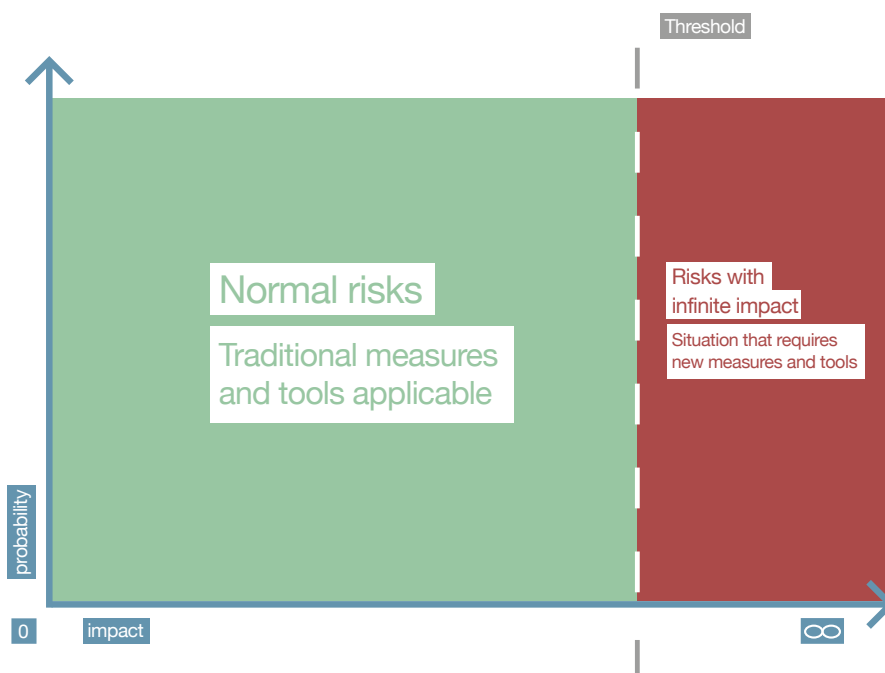 Threshold
Normal risks
Traditional measures
and tools applicable
Risks with
infinite impact
Situation that requires
new measures and tools
probability
0
impact
∞